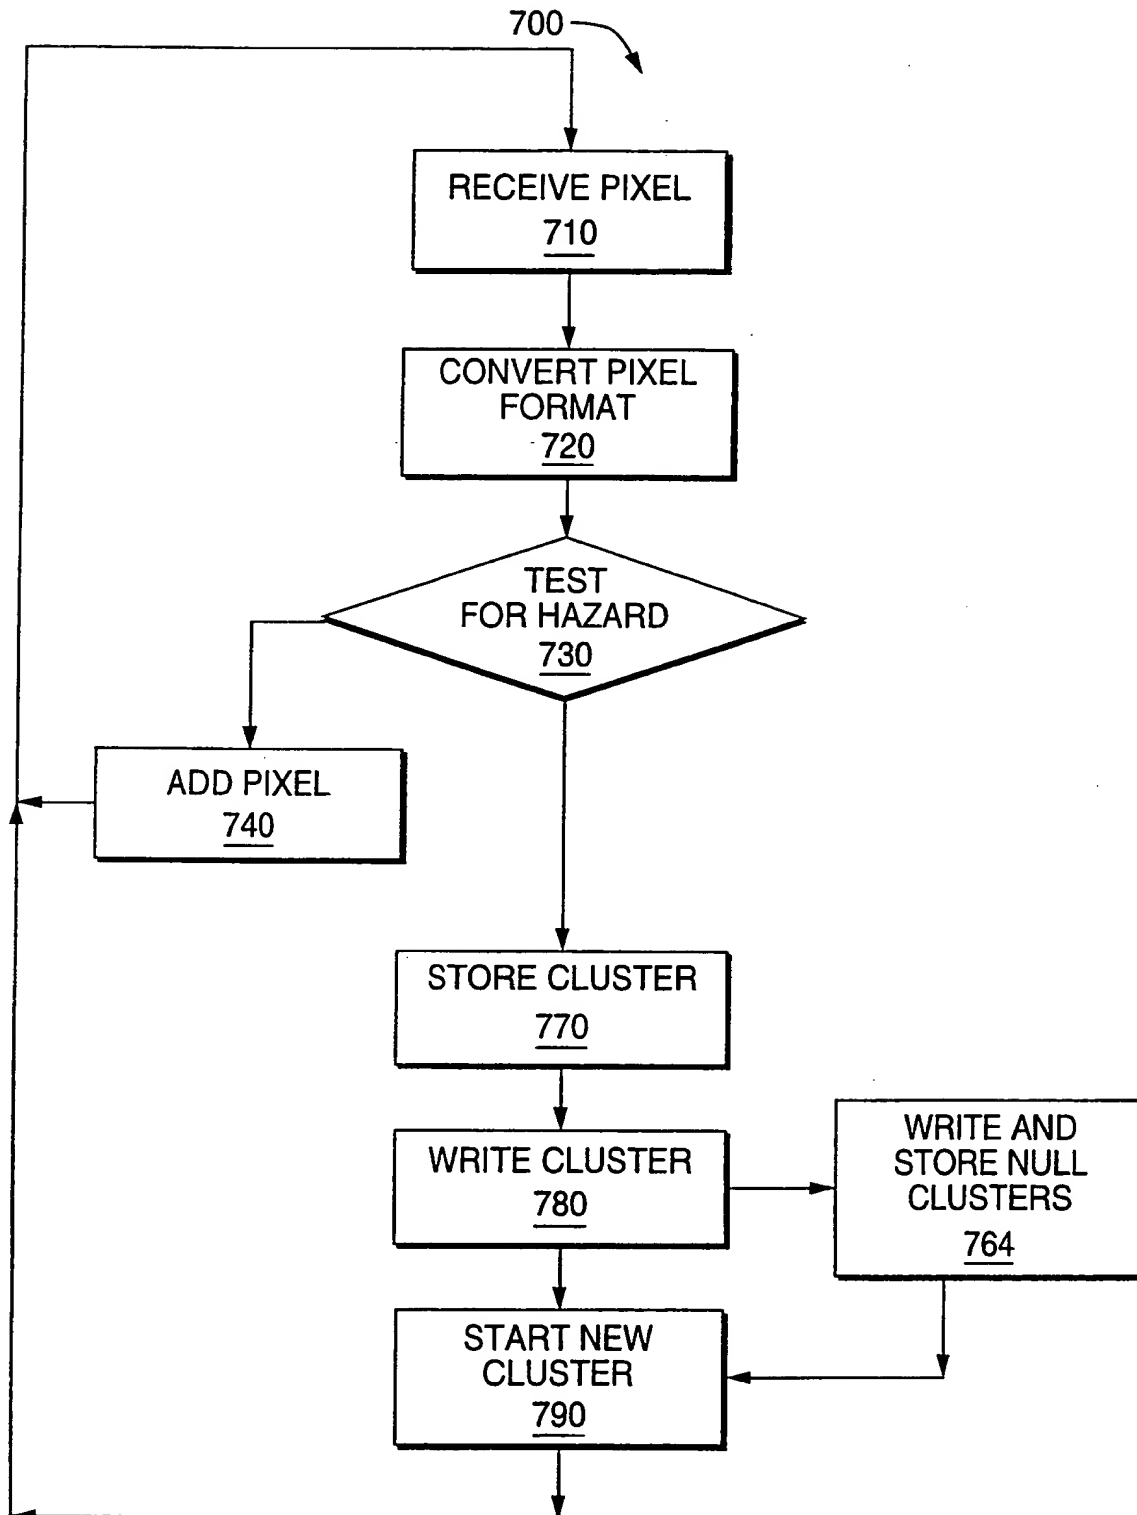 700
RECEIVE PIXEL
710
CONVERT PIXEL
FORMAT
720
TEST
FOR HAZARD
730
ADD PIXEL
740
STORE CLUSTER
770
WRITE CLUSTER
780
WRITE AND
STORE NULL
CLUSTERS
764
START NEW
CLUSTER
790